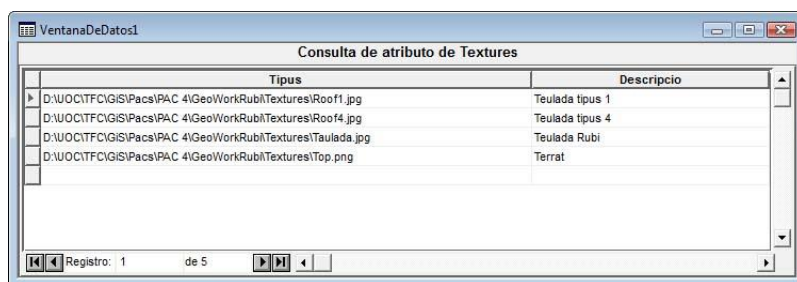 VentanaDeDatos1
Consulta de atributo de Textures
Tipus Descripcio
D:\UOC\TFC\GiS\Pacs\PAC 4\GeoWorkRubi\Textures\Roof1.jpg Teulada tipus 1
D:\UOC\TFC\GiS\Pacs\PAC 4\GeoWorkRubi\Textures\Roof4.jpg Teulada tipus 4
D:\UOC\TFC\GiS\Pacs\PAC 4\GeoWorkRubi\Textures\Taulada.jpg Teulada Rubi
D:\UOC\TFC\GiS\Pacs\PAC 4\GeoWorkRubi\Textures\Top.png Terrat
Registro: 1 de 5